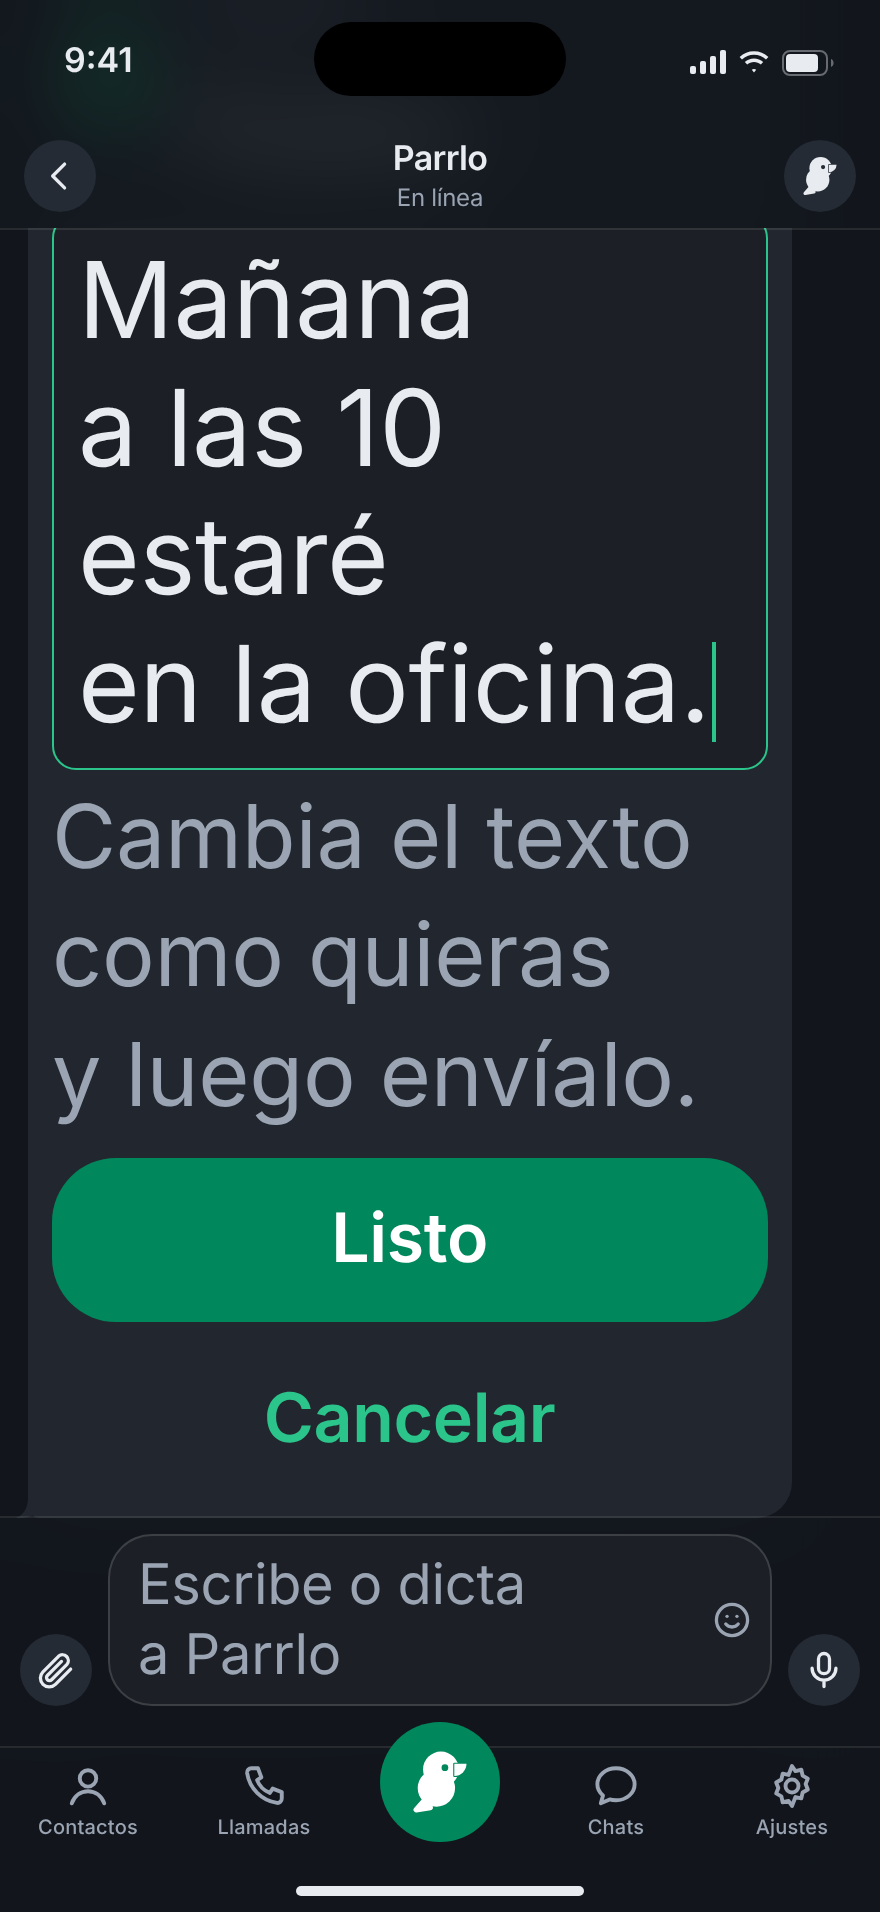 9:41
Parrlo
En línea
Mañana
a las 10
estaré
en la oficina.
Cambia el texto
como quieras
y luego envíalo.
Listo
Cancelar
Escribe o dicta
a Parrlo
Contactos
Llamadas
Chats
Ajustes